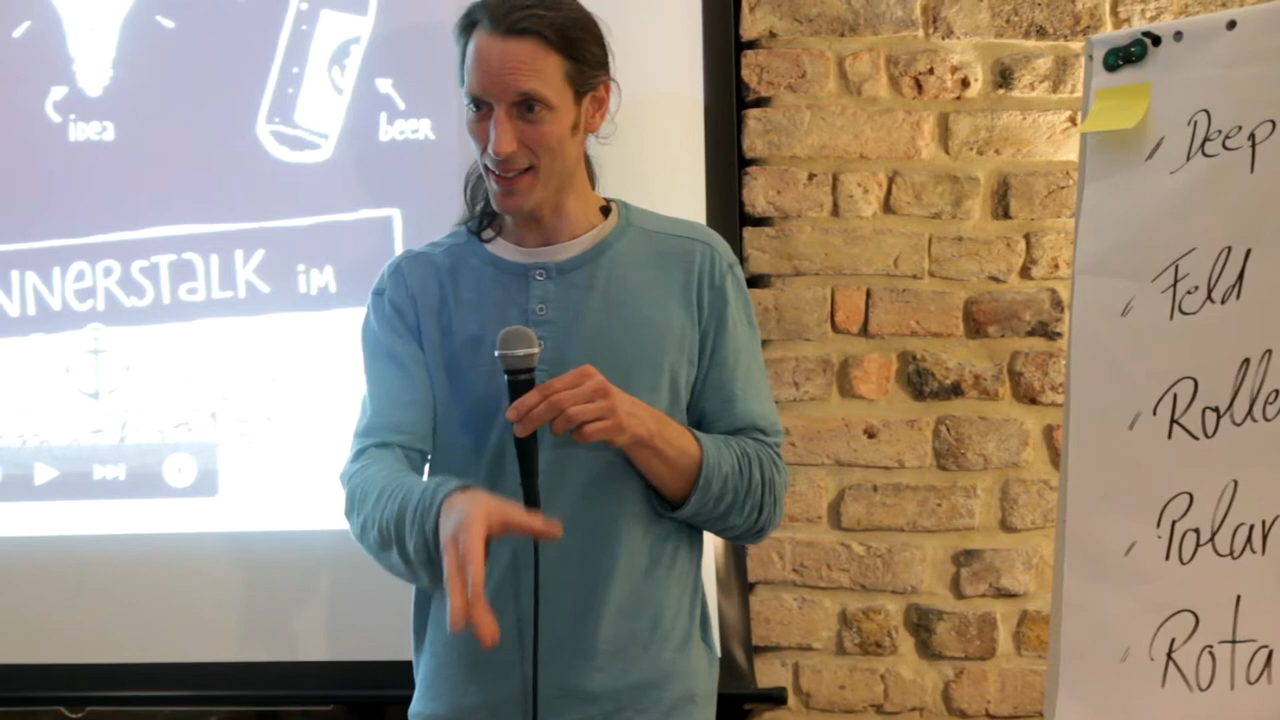 idea
beer
NNERSTALK iM
Deep
Feld
Rolle
Polar
Rota